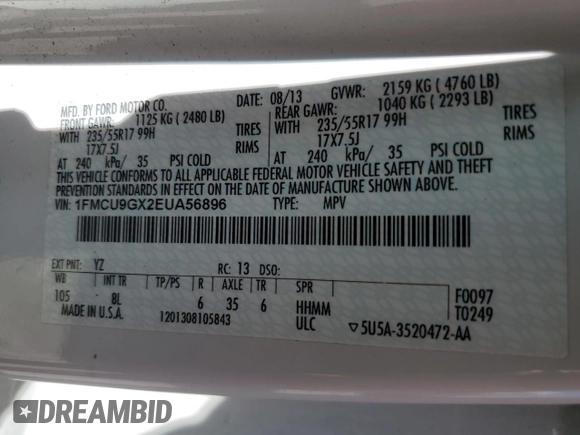 MFD. BY FORD MOTOR CO.
DATE: 08/13 GVWR: 2159 KG ( 4760 LB)
FRONT GAWR: 1125 KG ( 2480 LB)
REAR GAWR: 1040 KG ( 2293 LB)
WITH 235/55R17 99H TIRES
WITH 235/55R17 99H TIRES
17X7.5J RIMS
17X7.5J RIMS
AT 240 kPa/ 35 PSI COLD
AT 240 kPa/ 35 PSI COLD
THIS VEHICLE CONFORMS TO ALL APPLICABLE FEDERAL MOTOR VEHICLE SAFETY AND THEFT
PREVENTION STANDARDS IN EFFECT ON THE DATE OF MANUFACTURE SHOWN ABOVE.
VIN: 1FMCU9GX2EUA56896 TYPE: MPV
EXT PNT: YZ RC: 13 DSO:
WB INT TR TP/PS R AXLE TR SPR
105 BL 6 35 6 HHMM
F0097
T0249
MADE IN U.S.A. 1201308105843 ULC ▽5U5A-3520472-AA
DREAMBID